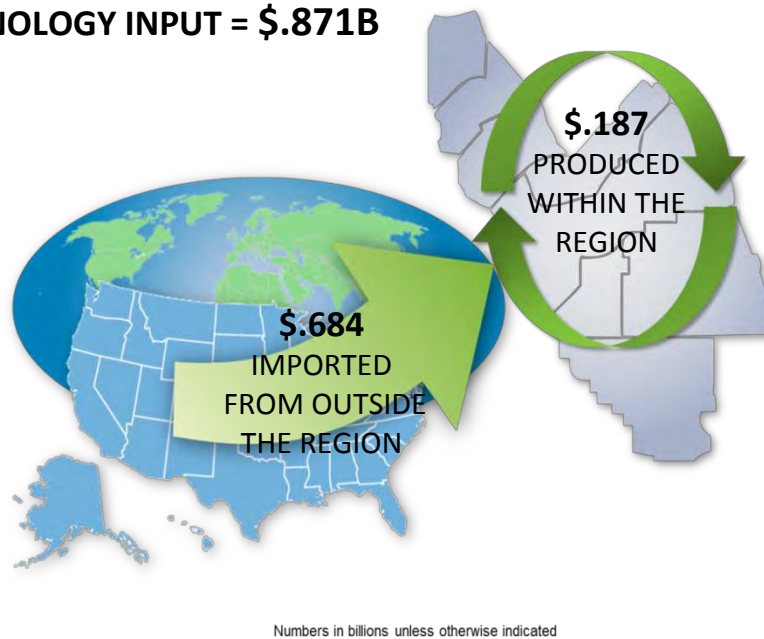 NOLOGY INPUT = $.871B
$.187
PRODUCED
WITHIN THE
REGION
$.684
IMPORTED
FROM OUTSIDE
THE REGION
Numbers in billions unless otherwise indicated